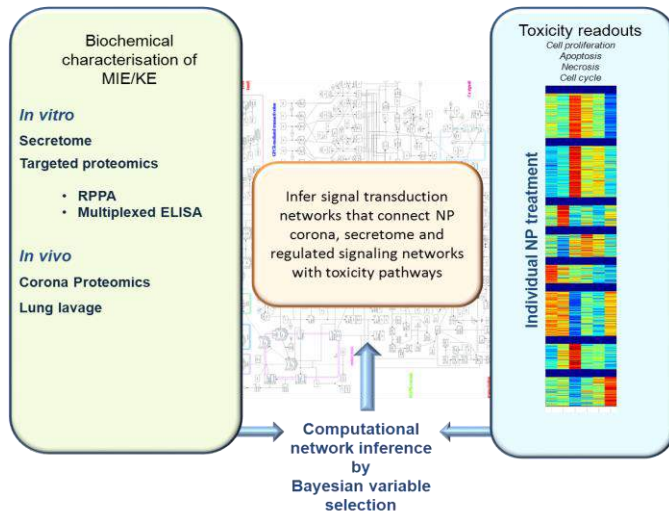 Biochemical
characterisation of
MIE/KE
In vitro
Secretome
Targeted proteomics
• RPPA
• Multiplexed ELISA
In vivo
Corona Proteomics
Lung lavage
Infer signal transduction
networks that connect NP
corona, secretome and
regulated signaling networks
with toxicity pathways
Computational
network inference
by
Bayesian variable
selection
Toxicity readouts
Cell proliferation
Apoptosis
Necrosis
Cell cycle
Individual NP treatment